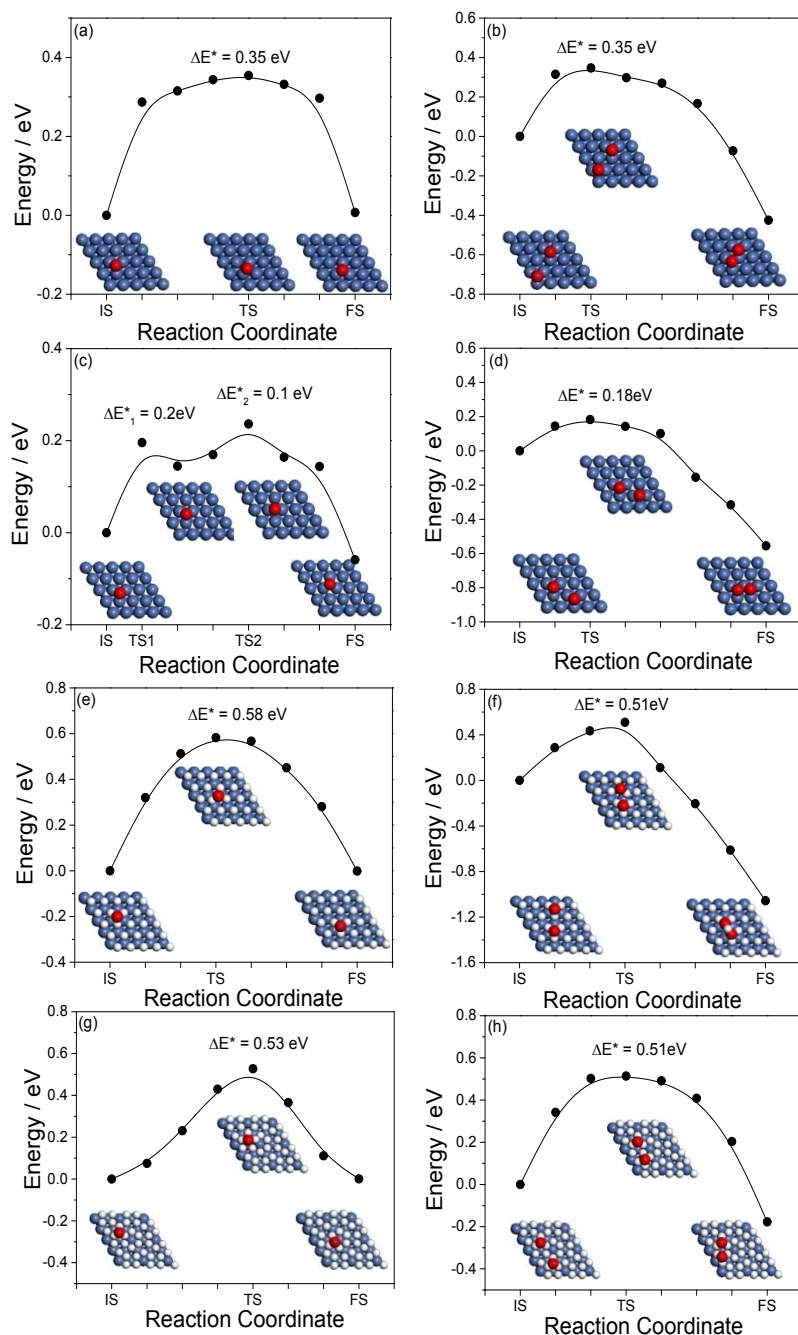 (a)
ΔE* = 0.35 eV
0.4
0.2
0.0
-0.2
Energy / eV
IS
TS
FS
Reaction Coordinate
(b)
ΔE* = 0.35 eV
0.6
0.4
0.2
0.0
-0.2
-0.4
-0.6
-0.8
Energy / eV
IS
TS
FS
Reaction Coordinate
(c)
ΔE*1 = 0.2eV
ΔE*2 = 0.1 eV
0.4
0.2
0.0
-0.2
Energy / eV
IS
TS1
TS2
FS
Reaction Coordinate
(d)
ΔE* = 0.18eV
0.6
0.4
0.2
0.0
-0.2
-0.4
-0.6
-0.8
-1.0
Energy / eV
IS
TS
FS
Reaction Coordinate
(e)
ΔE* = 0.58 eV
0.8
0.6
0.4
0.2
0.0
-0.2
-0.4
Energy / eV
IS
TS
FS
Reaction Coordinate
(f)
ΔE* = 0.51eV
0.8
0.4
0.0
-0.4
-0.8
-1.2
-1.6
Energy / eV
IS
TS
FS
Reaction Coordinate
(g)
ΔE* = 0.53 eV
0.8
0.6
0.4
0.2
0.0
-0.2
-0.4
Energy / eV
IS
TS
FS
Reaction Coordinate
(h)
ΔE* = 0.51eV
0.8
0.6
0.4
0.2
0.0
-0.2
-0.4
Energy / eV
IS
TS
FS
Reaction Coordinate